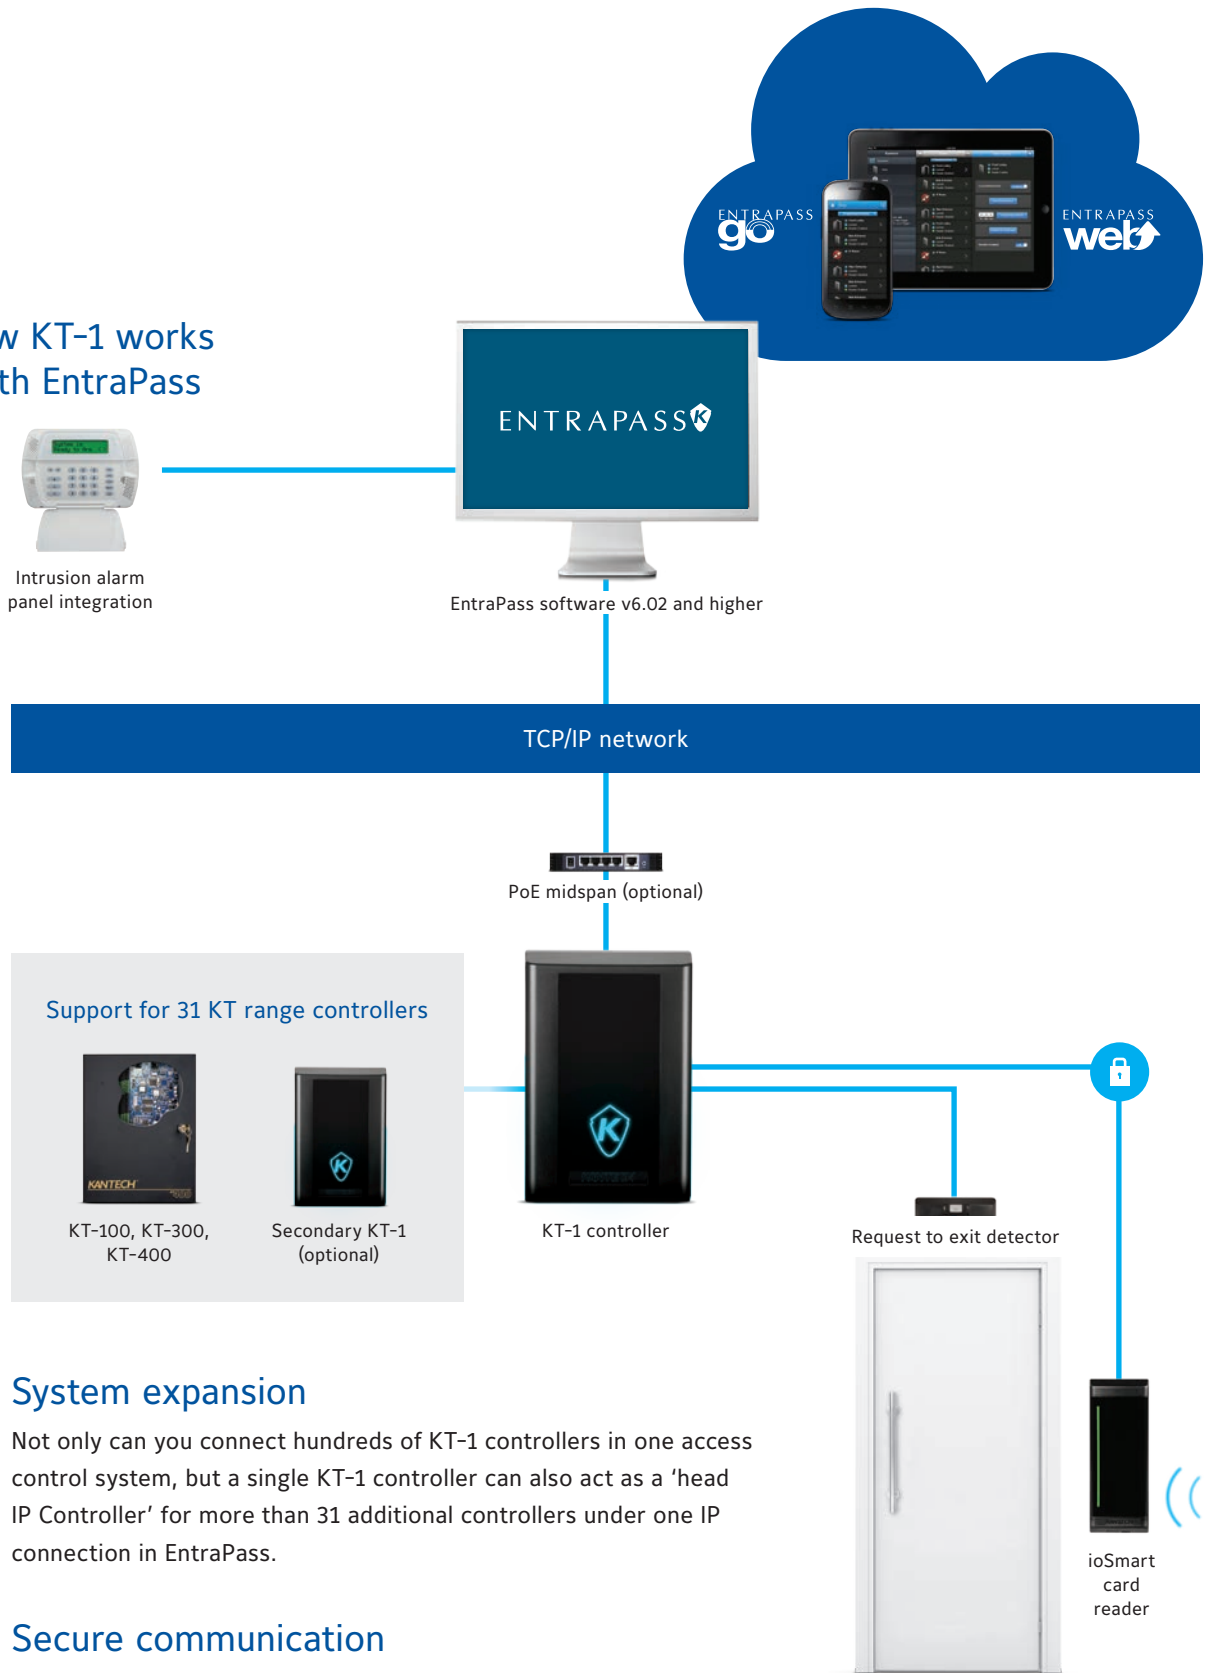 ENTRAPASS
go
ENTRAPASS
web
w KT-1 works
th EntraPass
ENTRAPASS
Intrusion alarm
panel integration
EntraPass software v6.02 and higher
TCP/IP network
PoE midspan (optional)
Support for 31 KT range controllers
KANTECH
KT-100, KT-300,
KT-400
Secondary KT-1
(optional)
KT-1 controller
Request to exit detector
System expansion
Not only can you connect hundreds of KT-1 controllers in one access
control system, but a single KT-1 controller can also act as a ‘head
IP Controller’ for more than 31 additional controllers under one IP
connection in EntraPass.
ioSmart
card
reader
Secure communication